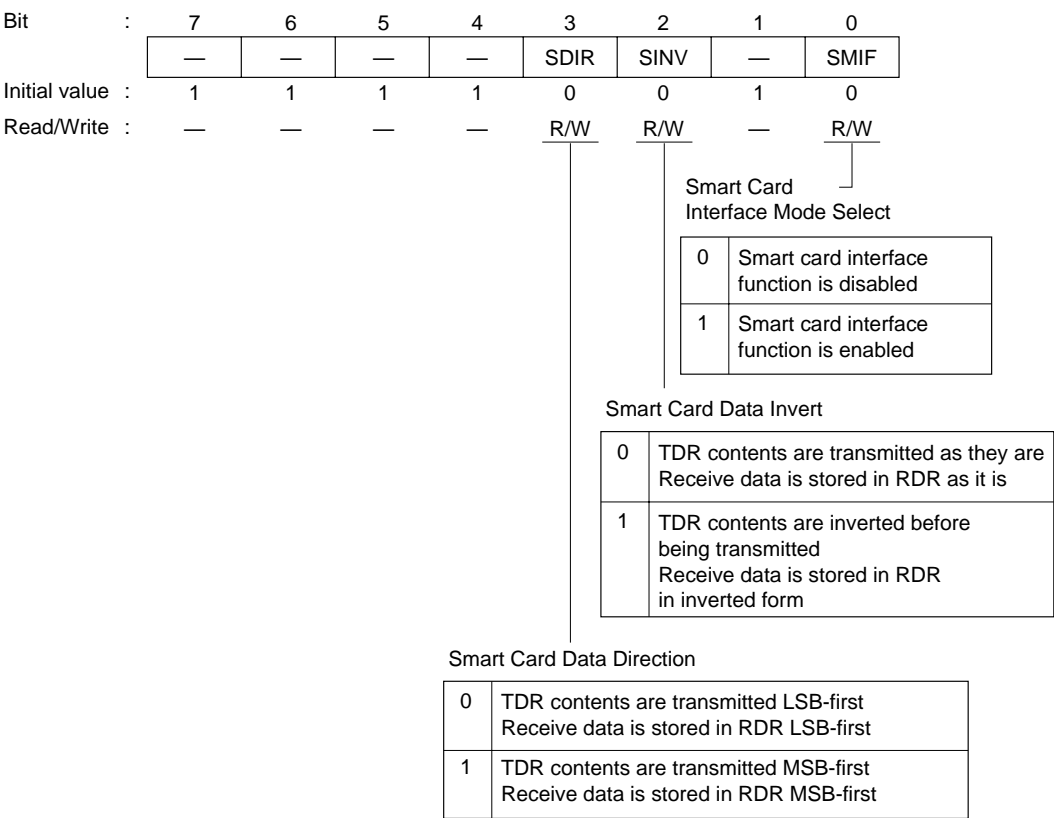 Bit : 7 6 5 4 3 2 1 0
— — — — SDIR SINV — SMIF
Initial value : 1 1 1 1 0 0 1 0
Read/Write : — — — — R/W R/W — R/W
Smart Card
Interface Mode Select
0 Smart card interface
function is disabled
1 Smart card interface
function is enabled
Smart Card Data Invert
0 TDR contents are transmitted as they are
Receive data is stored in RDR as it is
1 TDR contents are inverted before
being transmitted
Receive data is stored in RDR
in inverted form
Smart Card Data Direction
0 TDR contents are transmitted LSB-first
Receive data is stored in RDR LSB-first
1 TDR contents are transmitted MSB-first
Receive data is stored in RDR MSB-first